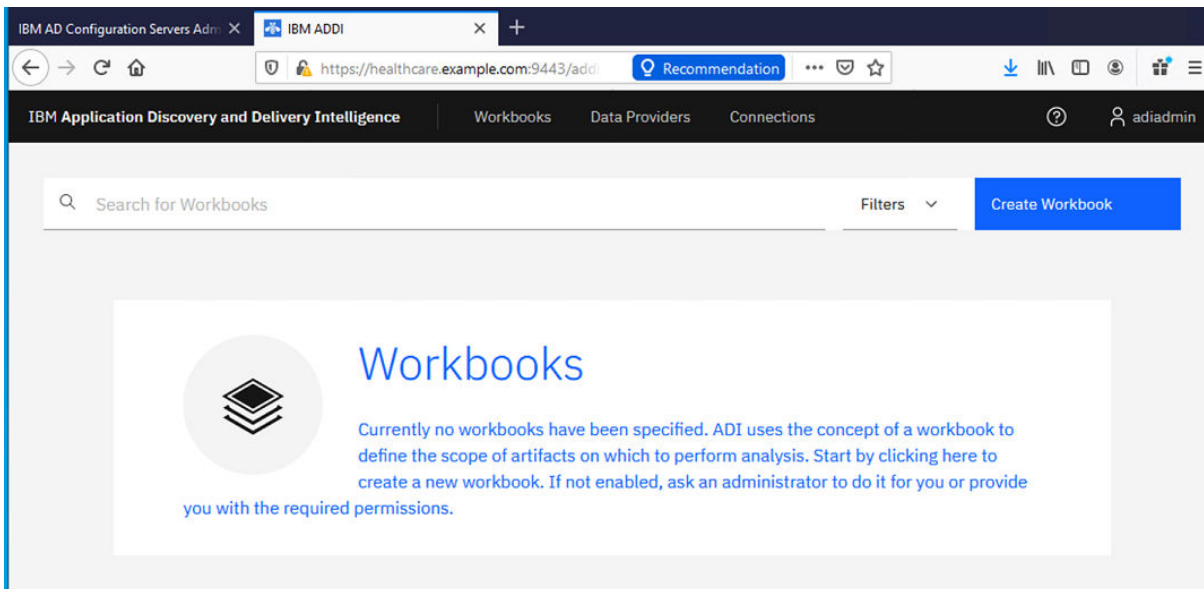 IBM AD Configuration Servers Adm IBM ADDI
https://healthcare.example.com:9443/add Recommendation
IBM Application Discovery and Delivery Intelligence Workbooks Data Providers Connections adiadmin
Search for Workbooks Filters Create Workbook
Workbooks
Currently no workbooks have been specified. ADI uses the concept of a workbook to
define the scope of artifacts on which to perform analysis. Start by clicking here to
create a new workbook. If not enabled, ask an administrator to do it for you or provide
you with the required permissions.